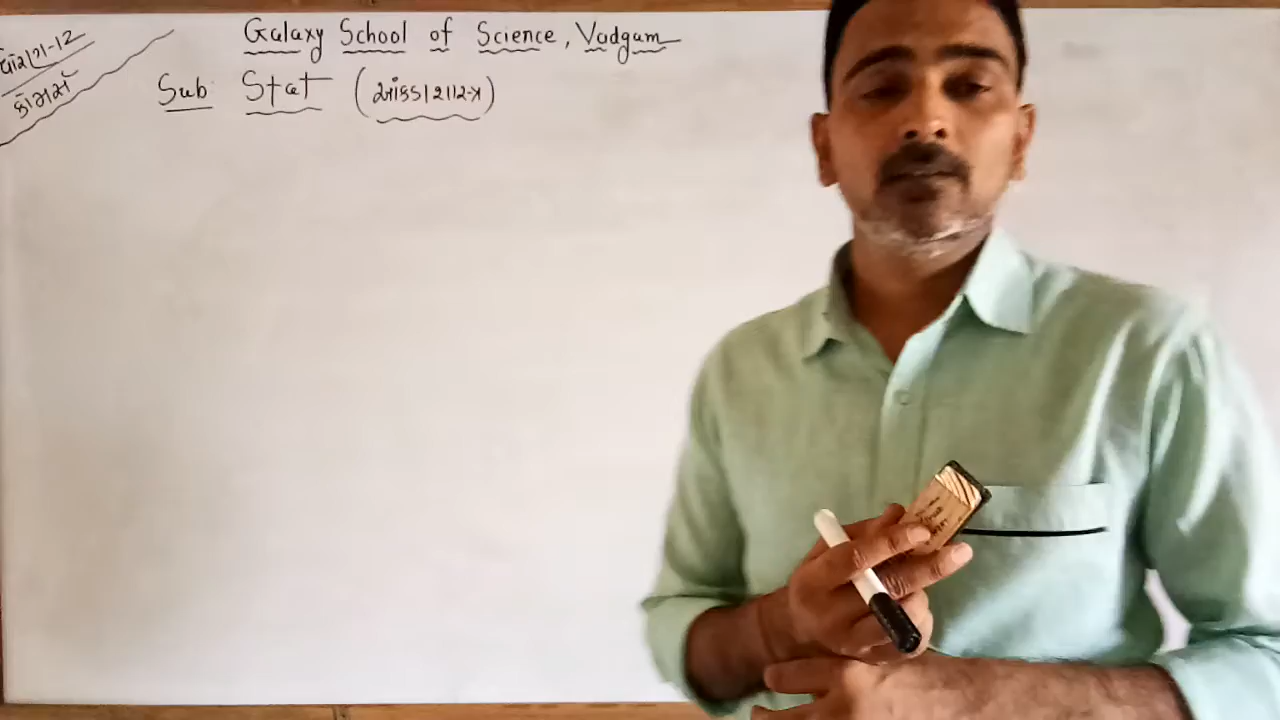 ધોરણ-12
કોમર્સ
Galaxy School of Science, Vadgam
Sub: Stat (આંકડાશાસ્ત્ર)